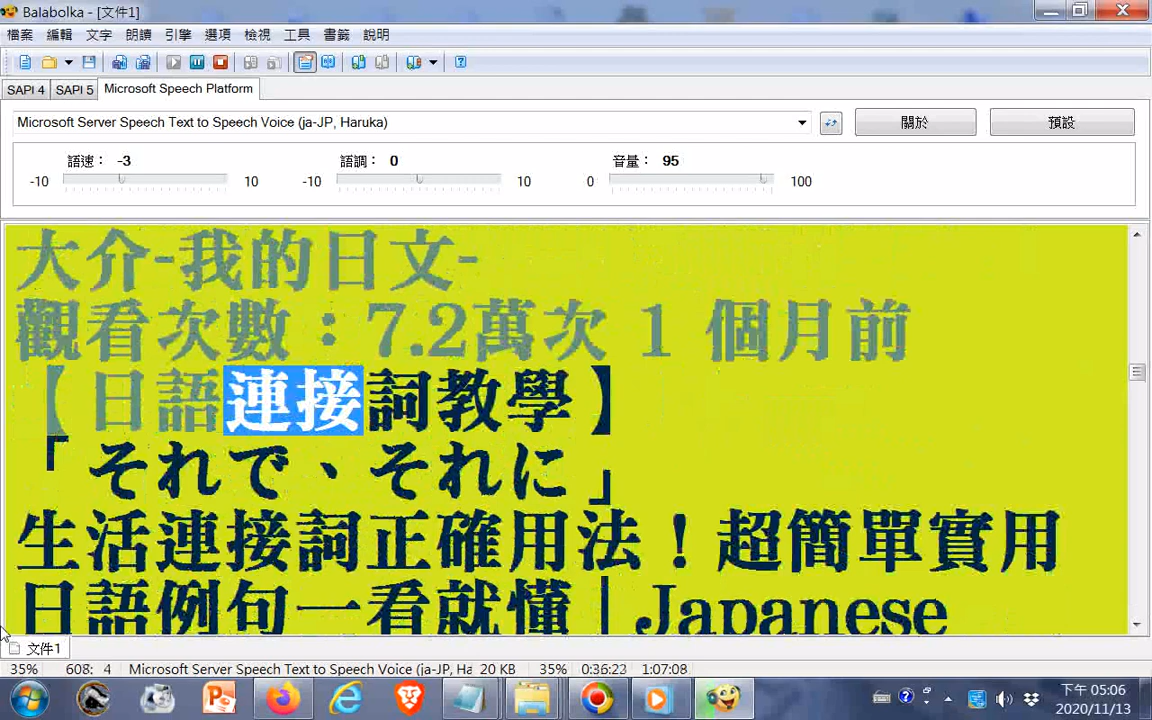 Balabolka - [文件1]
檔案 編輯 文字 朗讀 引擎 選項 檢視 工具 書籤 說明
SAPI 4 SAPI 5 Microsoft Speech Platform
Microsoft Server Speech Text to Speech Voice (ja-JP, Haruka) 關於 預設
語速： -3 語調： 0 音量： 95
-10 10 -10 10 0 100
大介-我的日文-
觀看次數：7.2萬次 1 個月前
【日語連接詞教學】
「それで、それに」
生活連接詞正確用法！超簡單實用
日語例句一看就懂｜Japanese
文件1
35% 608: 4 Microsoft Server Speech Text to Speech Voice (ja-JP, Ha 20 KB 35% 0:36:23 1:07:08
下午 05:06
2020/11/13